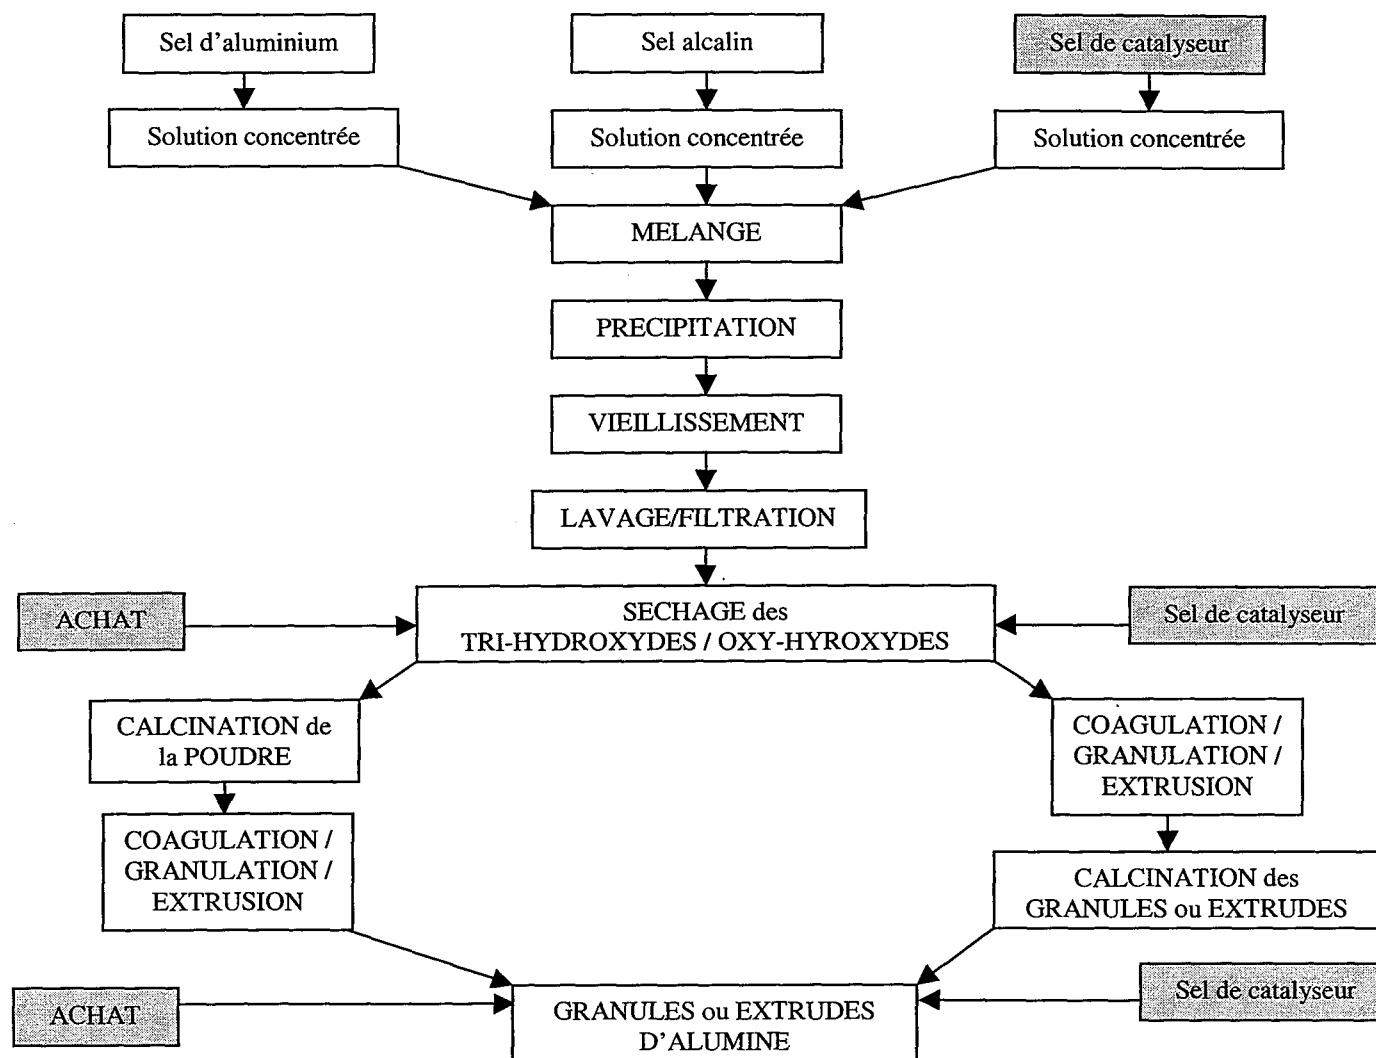 Sel d'aluminium
Sel alcalin
Sel de catalyseur
Solution concentrée
Solution concentrée
Solution concentrée
MELANGE
PRECIPITATION
VIEILLISSEMENT
LAVAGE/FILTRATION
ACHAT
SECHAGE des
TRI-HYDROXYDES / OXY-HYROXYDES
Sel de catalyseur
CALCINATION de
la POUDRE
COAGULATION /
GRANULATION /
EXTRUSION
COAGULATION /
GRANULATION /
EXTRUSION
CALCINATION des
GRANULES ou EXTRUDES
ACHAT
GRANULES ou EXTRUDES
D'ALUMINE
Sel de catalyseur